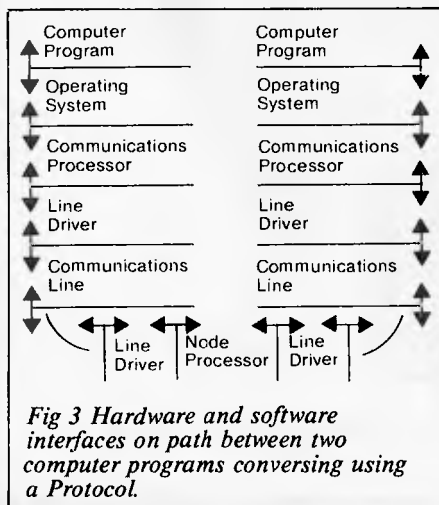 Computer
Program
Operating
System
Communications
Processor
Line
Driver
Communications
Line
Computer
Program
Operating
System
Communications
Processor
Line
Driver
Communications
Line
Line
Driver
Node
Processor
Line
Driver
Fig 3 Hardware and software
interfaces on path between two
computer programs conversing using
a Protocol.